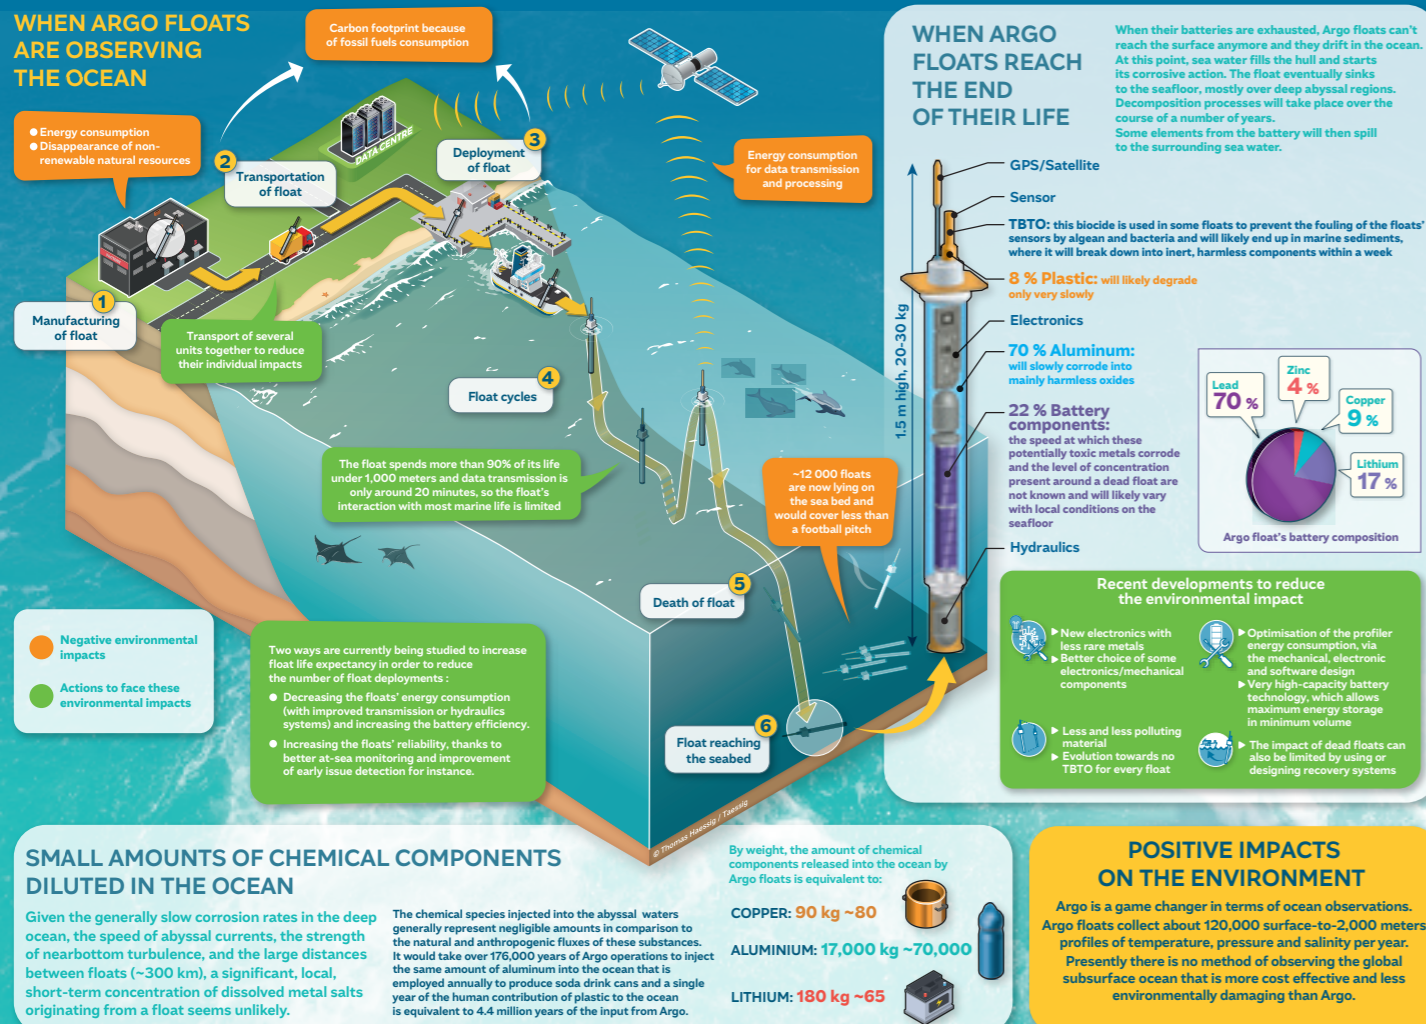 WHEN ARGO FLOATS
ARE OBSERVING
THE OCEAN
Carbon footprint because
of fossil fuels consumption
● Energy consumption
● Disappearance of non-
renewable natural resources
2
Transportation
of float
DATA CENTRE
3
Deployment
of float
Energy consumption
for data transmission
and processing
1
Manufacturing
of float
Transport of several
units together to reduce
their individual impacts
4
Float cycles
The float spends more than 90% of its life
under 1,000 meters and data transmission is
only around 20 minutes, so the float's
interaction with most marine life is limited
~12 000 floats
are now lying on
the sea bed and
would cover less than
a football pitch
5
Death of float
6
Float reaching
the seabed
Negative environmental
impacts
Actions to face these
environmental impacts
Two ways are currently being studied to increase
float life expectancy in order to reduce
the number of float deployments :
● Decreasing the floats' energy consumption
(with improved transmission or hydraulics
systems) and increasing the battery efficiency.
● Increasing the floats' reliability, thanks to
better at-sea monitoring and improvement
of early issue detection for instance.
© Thomas Haessig / Taessig
WHEN ARGO
FLOATS REACH
THE END
OF THEIR LIFE
When their batteries are exhausted, Argo floats can't
reach the surface anymore and they drift in the ocean.
At this point, sea water fills the hull and starts
its corrosive action. The float eventually sinks
to the seafloor, mostly over deep abyssal regions.
Decomposition processes will take place over the
course of a number of years.
Some elements from the battery will then spill
to the surrounding sea water.
1.5 m high, 20-30 kg
GPS/Satellite
Sensor
TBTO: this biocide is used in some floats to prevent the fouling of the floats'
sensors by algean and bacteria and will likely end up in marine sediments,
where it will break down into inert, harmless components within a week
8 % Plastic: will likely degrade
only very slowly
Electronics
70 % Aluminum:
will slowly corrode into
mainly harmless oxides
22 % Battery
components:
the speed at which these
potentially toxic metals corrode
and the level of concentration
present around a dead float are
not known and will likely vary
with local conditions on the
seafloor
Hydraulics
Lead
70 %
Zinc
4 %
Copper
9 %
Lithium
17 %
Argo float's battery composition
Recent developments to reduce
the environmental impact
▶ New electronics with
less rare metals
▶ Better choice of some
electronics/mechanical
components
▶ Optimisation of the profiler
energy consumption, via
the mechanical, electronic
and software design
▶ Very high-capacity battery
technology, which allows
maximum energy storage
in minimum volume
▶ Less and less polluting
material
▶ Evolution towards no
TBTO for every float
▶ The impact of dead floats can
also be limited by using or
designing recovery systems
SMALL AMOUNTS OF CHEMICAL COMPONENTS
DILUTED IN THE OCEAN
Given the generally slow corrosion rates in the deep
ocean, the speed of abyssal currents, the strength
of nearbottom turbulence, and the large distances
between floats (~300 km), a significant, local,
short-term concentration of dissolved metal salts
originating from a float seems unlikely.
The chemical species injected into the abyssal waters
generally represent negligible amounts in comparison to
the natural and anthropogenic fluxes of these substances.
It would take over 176,000 years of Argo operations to inject
the same amount of aluminum into the ocean that is
employed annually to produce soda drink cans and a single
year of the human contribution of plastic to the ocean
is equivalent to 4.4 million years of the input from Argo.
By weight, the amount of chemical
components released into the ocean by
Argo floats is equivalent to:
COPPER: 90 kg ~80
ALUMINIUM: 17,000 kg ~70,000
LITHIUM: 180 kg ~65
POSITIVE IMPACTS
ON THE ENVIRONMENT
Argo is a game changer in terms of ocean observations.
Argo floats collect about 120,000 surface-to-2,000 meters
profiles of temperature, pressure and salinity per year.
Presently there is no method of observing the global
subsurface ocean that is more cost effective and less
environmentally damaging than Argo.